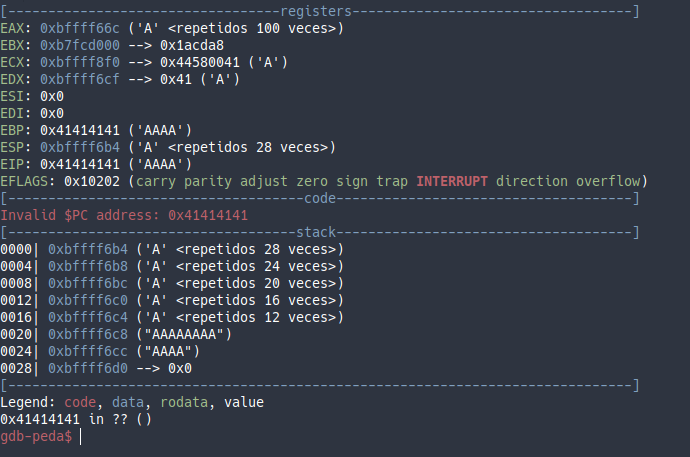 [----------------------------------registers-----------------------------------]
EAX: 0xbffff66c ('A' <repetidos 100 veces>)
EBX: 0xb7fcd000 --> 0x1acda8
ECX: 0xbffff8f0 --> 0x44580041 ('A')
EDX: 0xbffff6cf --> 0x41 ('A')
ESI: 0x0
EDI: 0x0
EBP: 0x41414141 ('AAAA')
ESP: 0xbffff6b4 ('A' <repetidos 28 veces>)
EIP: 0x41414141 ('AAAA')
EFLAGS: 0x10202 (carry parity adjust zero sign trap INTERRUPT direction overflow)
[-------------------------------------code-------------------------------------]
Invalid $PC address: 0x41414141
[------------------------------------stack-------------------------------------]
0000| 0xbffff6b4 ('A' <repetidos 28 veces>)
0004| 0xbffff6b8 ('A' <repetidos 24 veces>)
0008| 0xbffff6bc ('A' <repetidos 20 veces>)
0012| 0xbffff6c0 ('A' <repetidos 16 veces>)
0016| 0xbffff6c4 ('A' <repetidos 12 veces>)
0020| 0xbffff6c8 ("AAAAAAAA")
0024| 0xbffff6cc ("AAAA")
0028| 0xbffff6d0 --> 0x0
[------------------------------------------------------------------------------]
Legend: code, data, rodata, value
0x41414141 in ?? ()
gdb-peda$